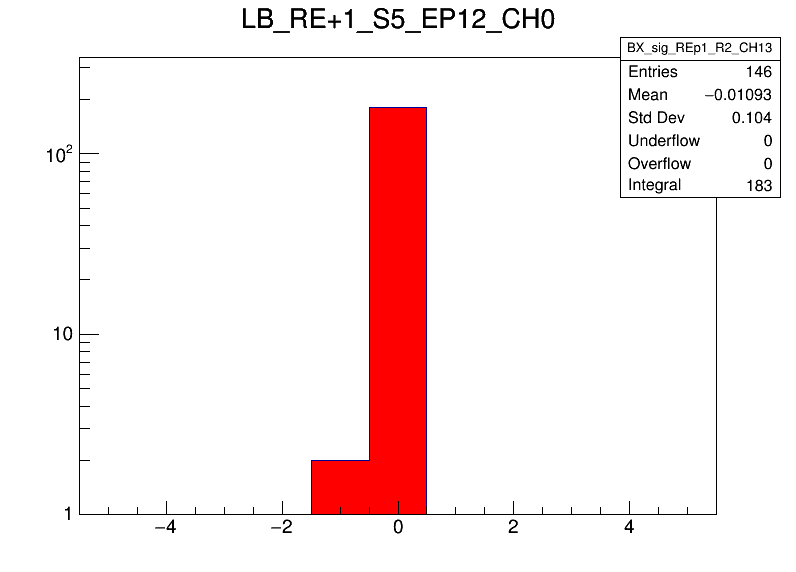 LB_RE+1_S5_EP12_CH0
BX_sig_REp1_R2_CH13
Entries 146
Mean −0.01093
Std Dev 0.104
Underflow 0
Overflow 0
Integral 183
10²
10
1
−4 −2 0 2 4